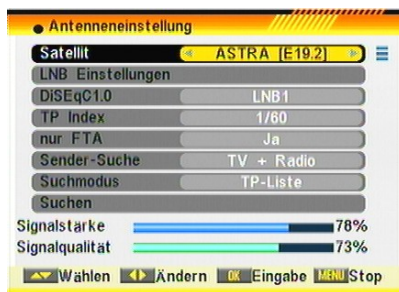 Antenneneinstellung
Satellit ASTRA [E19.2]
LNB Einstellungen
DiSEqC1.0 LNB1
TP Index 1/60
nur FTA Ja
Sender-Suche TV + Radio
Suchmodus TP-Liste
Suchen
Signalstärke 78%
Signalqualität 73%
Wählen Ändern OK Eingabe MENU Stop